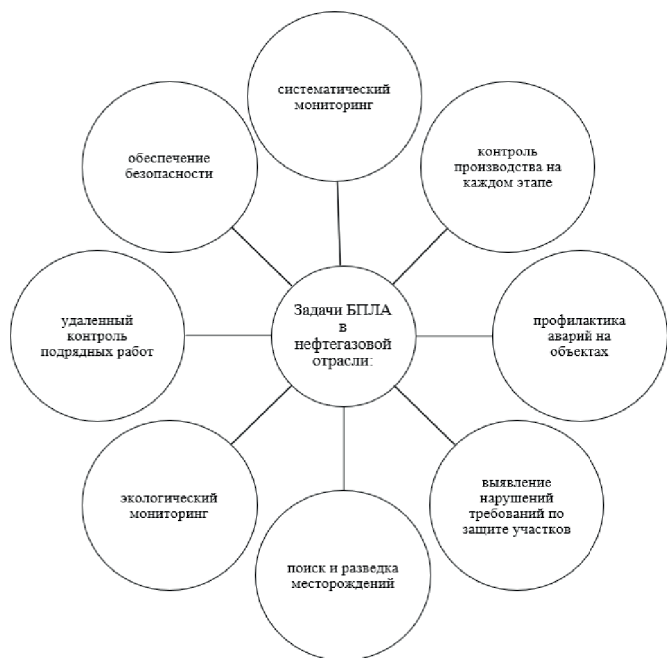 систематический
мониторинг
контроль
производства на
каждом этапе
профилактика
аварий на
объектах
выявление
нарушений
требований по
защите участков
поиск и разведка
месторождений
экологический
мониторинг
удаленный
контроль
подрядных работ
обеспечение
безопасности
Задачи БПЛА
в
нефтегазовой
отрасли: